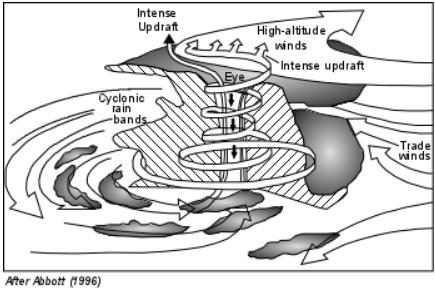 Intense
Updraft
High-altitude
winds
Intense updraft
Eye
Cyclonic
rain
bands
Trade
winds
After Abbott (1996)